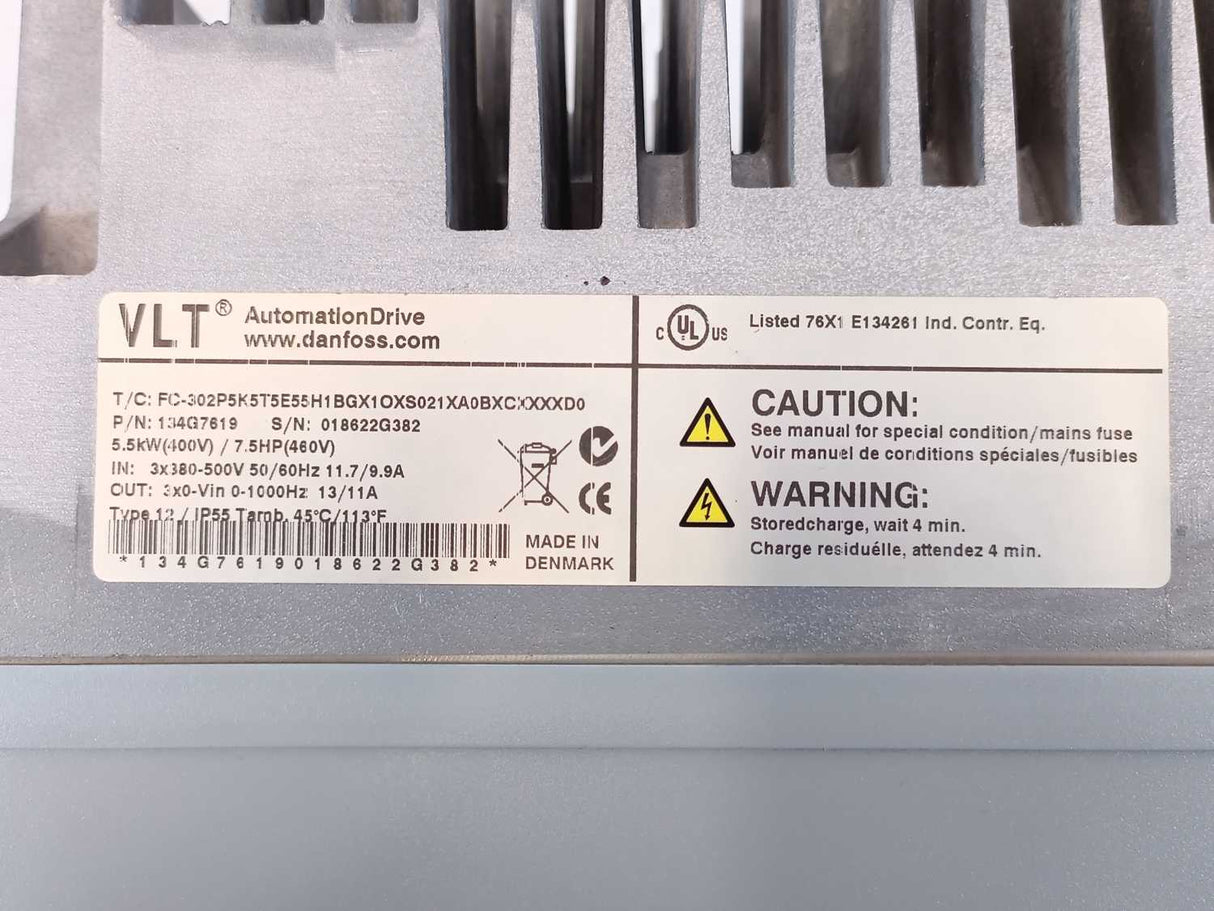 VLT® AutomationDrive
www.danfoss.com
T/C: FC-302P5K5T5E55H1BGX1OXS021XA0BXCXXXXD0
P/N: 134G7619 S/N: 018622G382
5.5kW(400V) / 7.5HP(460V)
IN: 3x380-500V 50/60Hz 11.7/9.9A
OUT: 3x0-Vin 0-1000Hz 13/11A
Type 12 / IP55 Tamb. 45°C/113°F
*134G7619018622G382*
CE
MADE IN
DENMARK
C UL US Listed 76X1 E134261 Ind. Contr. Eq.
CAUTION:
See manual for special condition/mains fuse
Voir manuel de conditions spéciales/fusibles
WARNING:
Storedcharge, wait 4 min.
Charge residuélle, attendez 4 min.